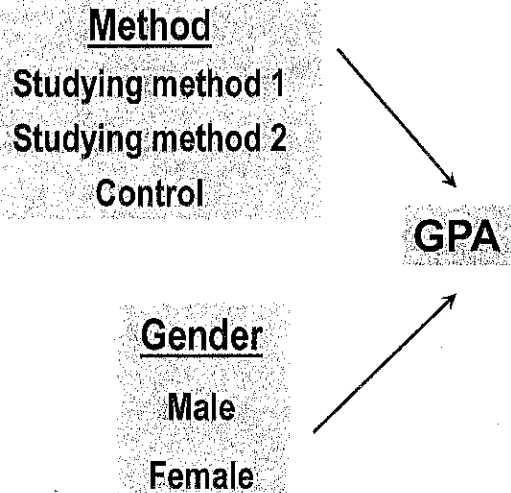 Method
Studying method 1
Studying method 2
Control
GPA
Gender
Male
Female